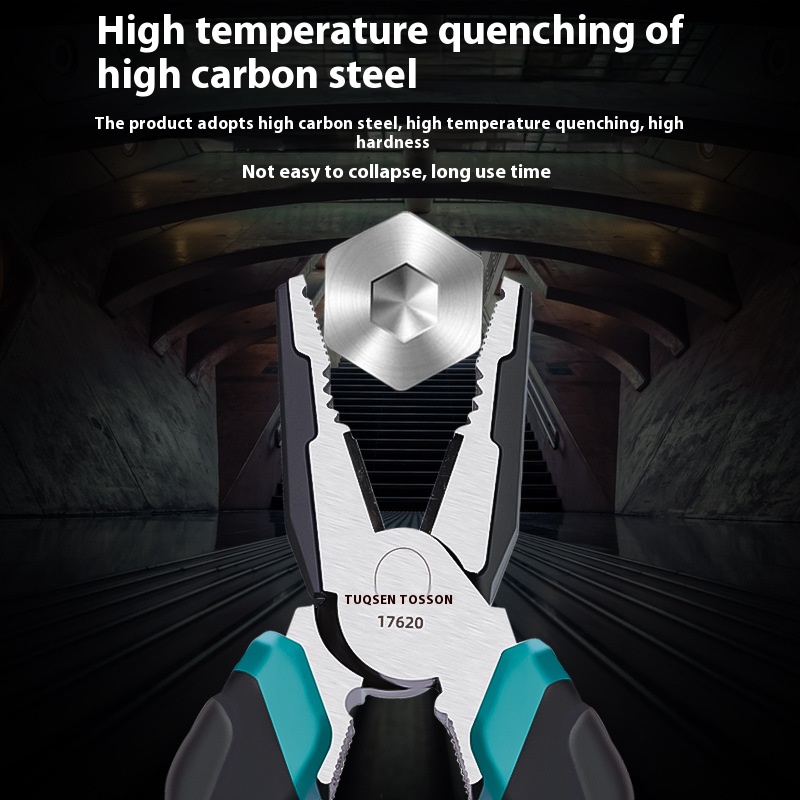 High temperature quenching of
high carbon steel
The product adopts high carbon steel, high temperature quenching, high
hardness
Not easy to collapse, long use time
TUQSEN TOSSON
17620